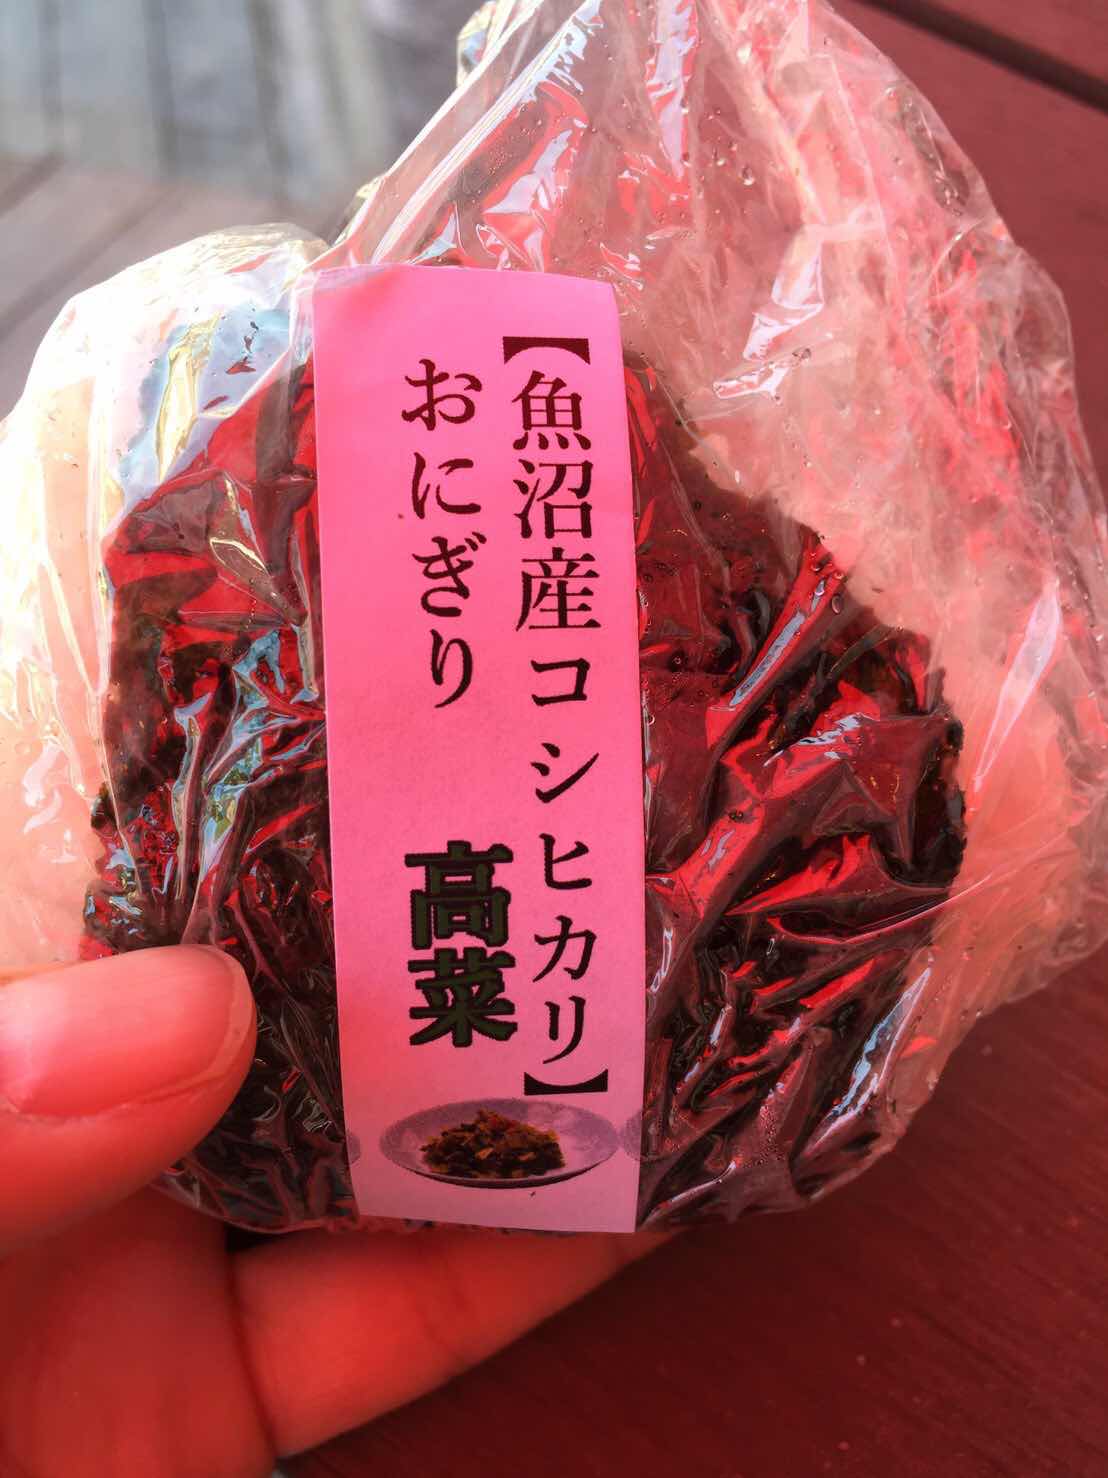 【魚沼産コシヒカリ】
おにぎり 高菜